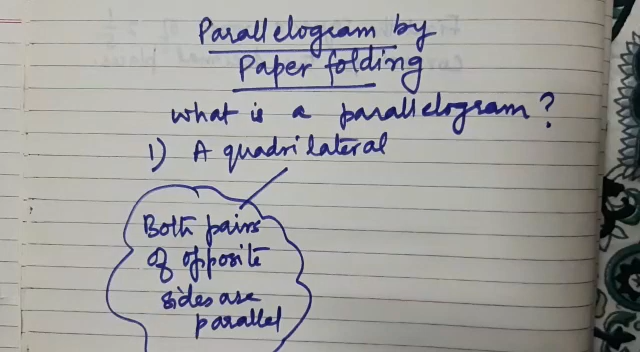 Parallelogram by
Paper folding
What is a parallelogram?
1) A quadrilateral
Both pairs
of opposite
sides are
parallel